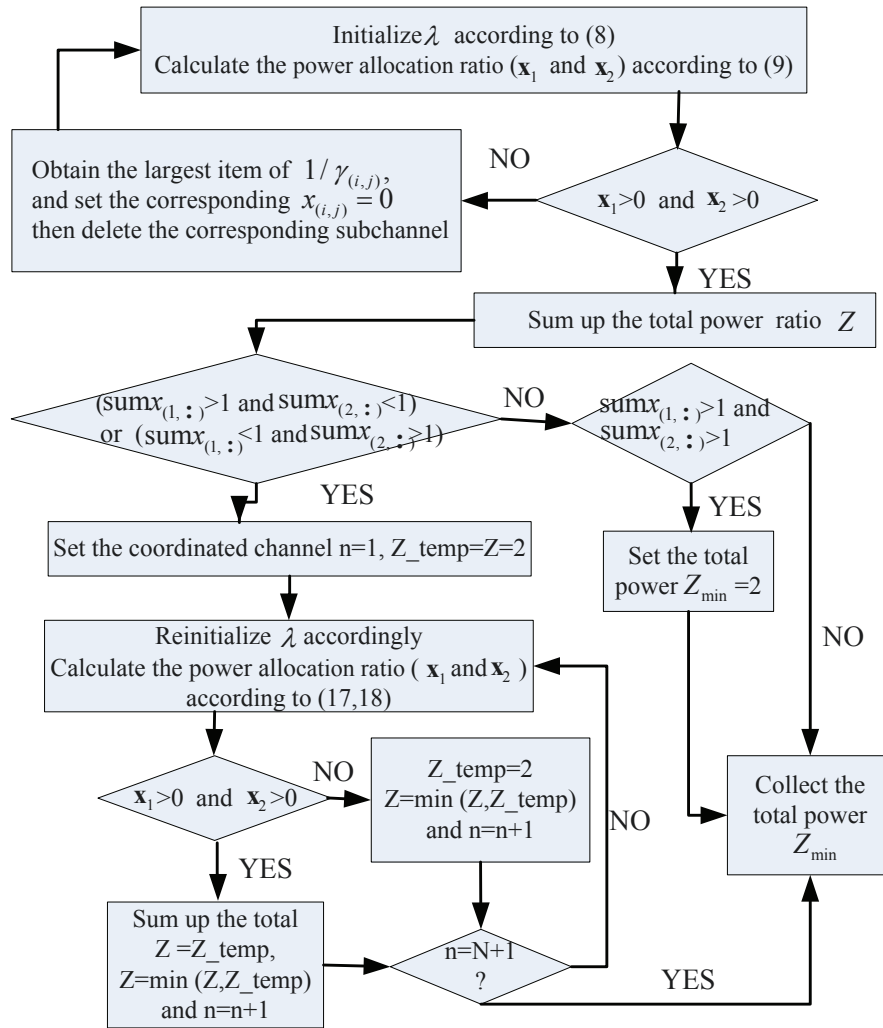 Initialize λ according to (8)
Calculate the power allocation ratio (x₁ and x₂) according to (9)
NO
Obtain the largest item of 1/γ₍ᵢ,ⱼ₎,
and set the corresponding x₍ᵢ,ⱼ₎ = 0
then delete the corresponding subchannel
x₁>0 and x₂>0
YES
Sum up the total power ratio Z
(sumx₍₁,:₎>1 and sumx₍₂,:₎<1)
or (sumx₍₁,:₎<1 and sumx₍₂,:₎>1)
NO
sumx₍₁,:₎>1 and
sumx₍₂,:₎>1
YES
YES
Set the coordinated channel n=1, Z_temp=Z=2
Set the total
power Z_min =2
NO
Reinitialize λ accordingly
Calculate the power allocation ratio ( x₁ and x₂ )
according to (17,18)
x₁>0 and x₂>0
NO
Z_temp=2
Z=min (Z,Z_temp)
and n=n+1
NO
Collect the
total power
Z_min
YES
Sum up the total
Z =Z_temp,
Z=min (Z,Z_temp)
and n=n+1
n=N+1
?
YES